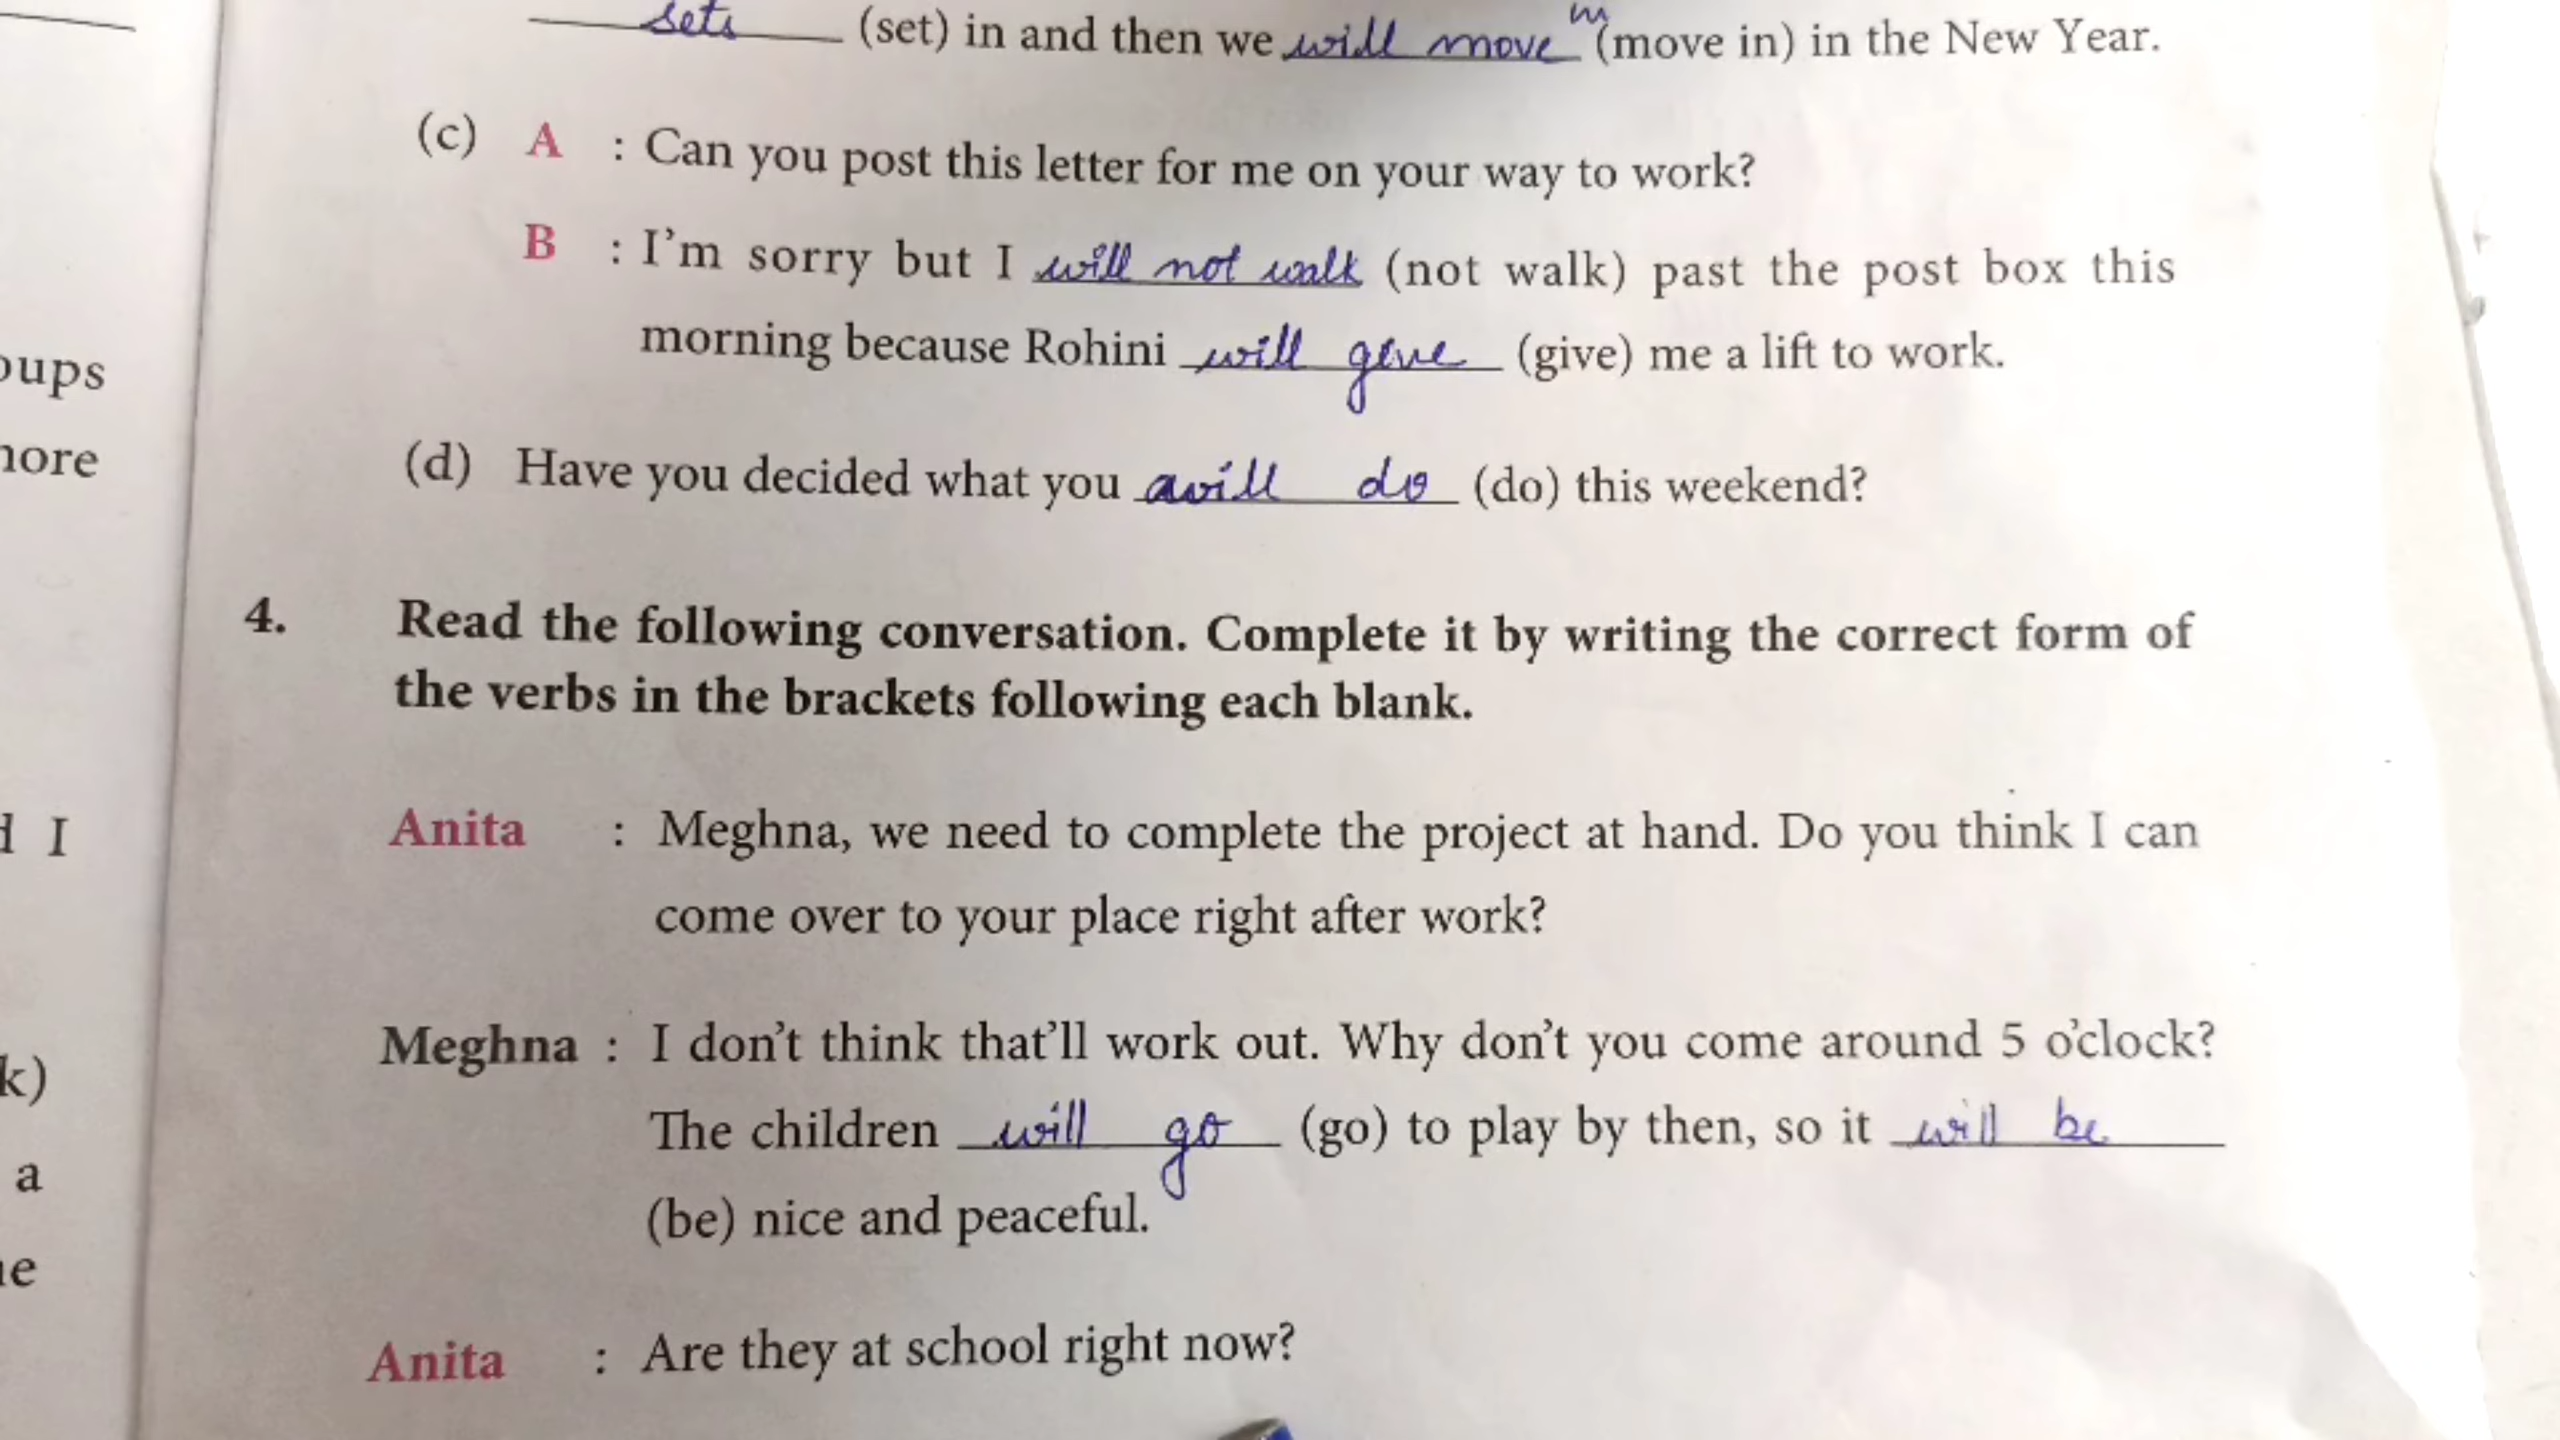 sets (set) in and then we will move in (move in) in the New Year.
(c) A : Can you post this letter for me on your way to work?
B : I'm sorry but I will not walk (not walk) past the post box this
morning because Rohini will give (give) me a lift to work.
(d) Have you decided what you will do (do) this weekend?
4. Read the following conversation. Complete it by writing the correct form of
the verbs in the brackets following each blank.
Anita : Meghna, we need to complete the project at hand. Do you think I can
come over to your place right after work?
Meghna : I don't think that'll work out. Why don't you come around 5 o'clock?
The children will go (go) to play by then, so it will be
(be) nice and peaceful.
Anita : Are they at school right now?
I
a